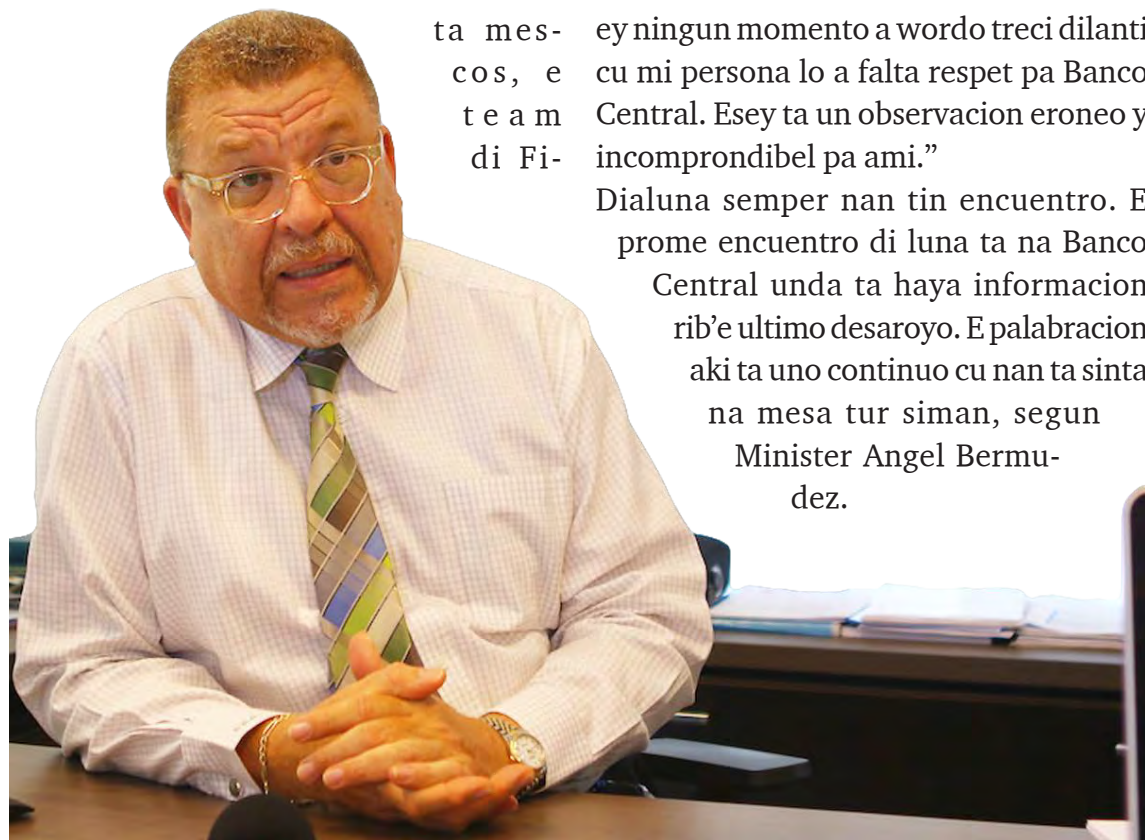 ta mes-
cos, e
team
di Fi-
ey ningun momento a wordo treci dilanti
cu mi persona lo a falta respet pa Banco
Central. Esey ta un observacion eroneo y
incomprondibel pa ami.”
Dialuna semper nan tin encuentro. E
prome encuentro di luna ta na Banco
Central unda ta haya informacion
rib’e ultimo desaroyo. E palabracion
aki ta uno continuo cu nan ta sinta
na mesa tur siman, segun
Minister Angel Bermu-
dez.